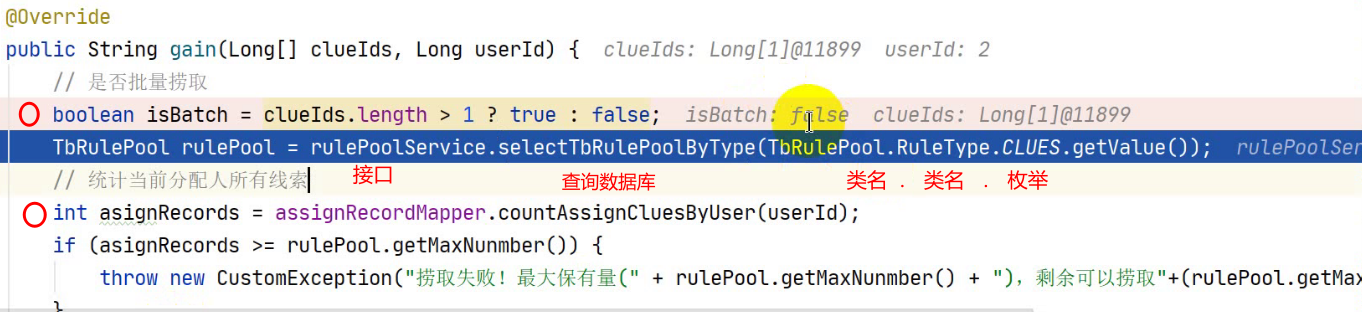 @Override
public String gain(Long[] clueIds, Long userId) {  clueIds: Long[1]@11899  userId: 2
// 是否批量捞取
boolean isBatch = clueIds.length > 1 ? true : false;  isBatch: false  clueIds: Long[1]@11899
TbRulePool rulePool = rulePoolService.selectTbRulePoolByType(TbRulePool.RuleType.CLUES.getValue());  rulePoolSer
// 统计当前分配人所有线索 接口 查询数据库 类名 . 类名 . 枚举
int asignRecords = assignRecordMapper.countAssignCluesByUser(userId);
if (asignRecords >= rulePool.getMaxNunmber()) {
throw new CustomException("捞取失败！最大保有量(" + rulePool.getMaxNunmber() + "), 剩余可以捞取"+(rulePool.getMax
}